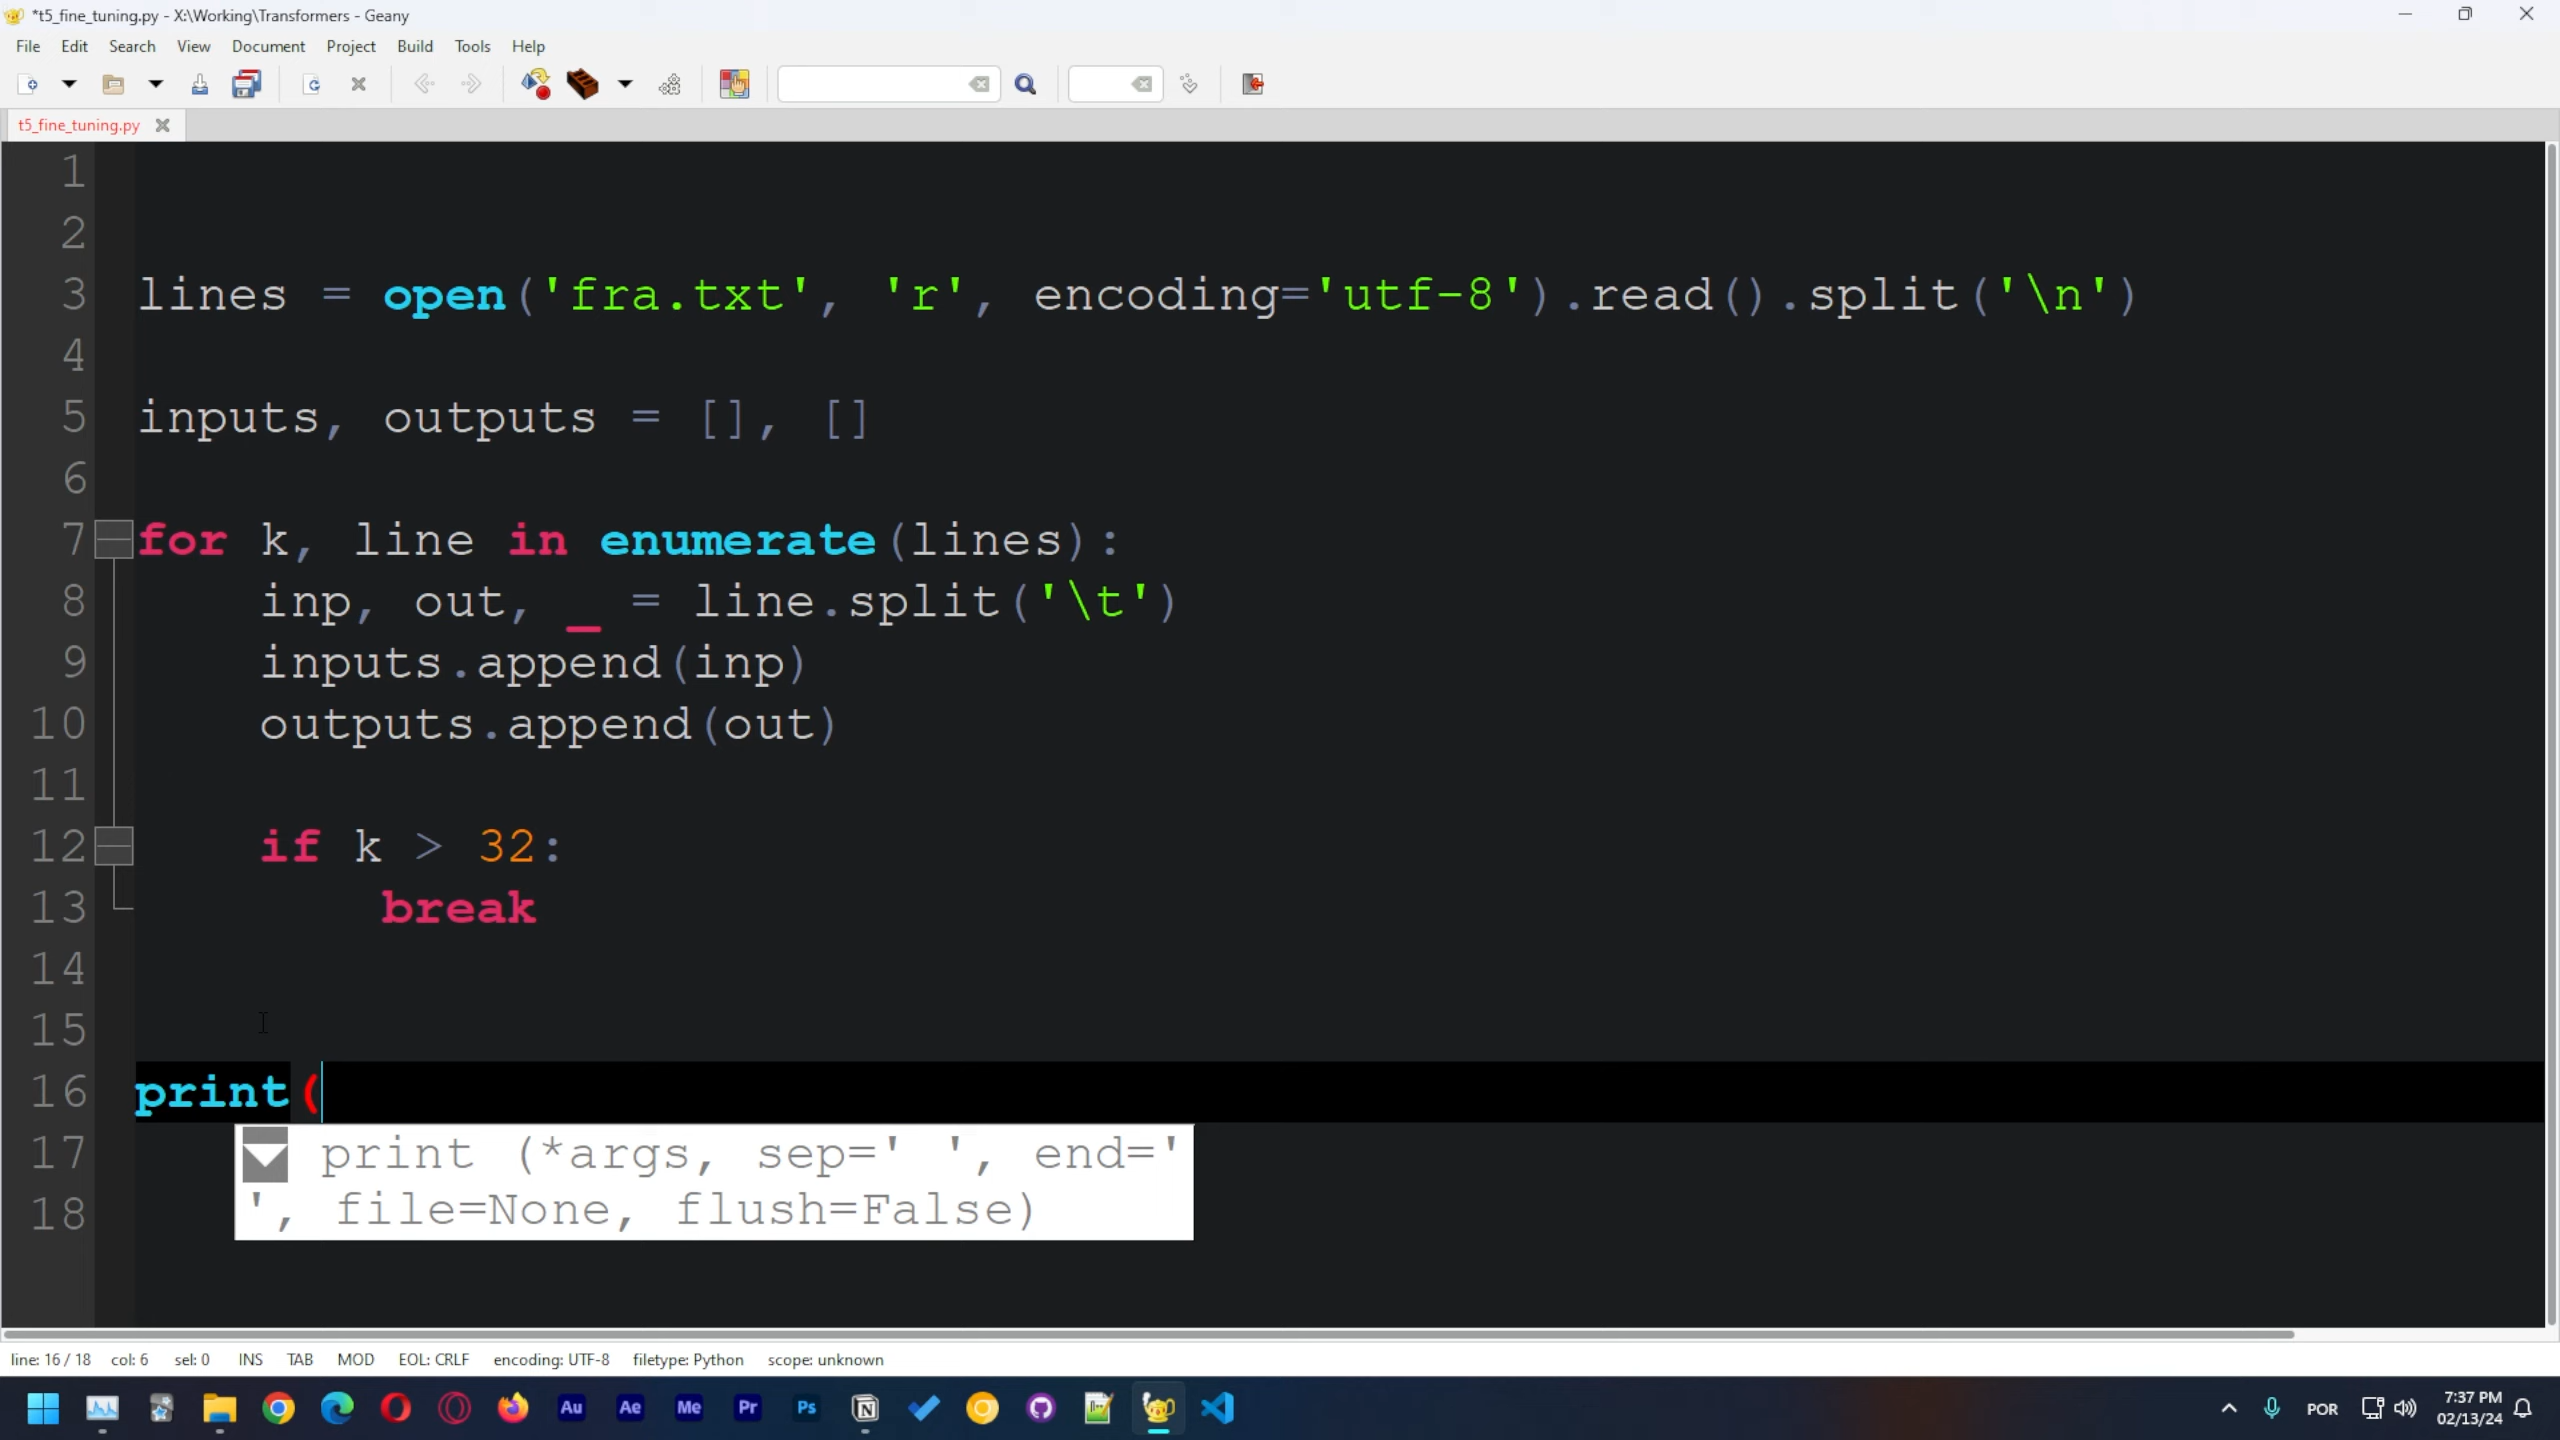 *t5_fine_tuning.py - X:\Working\Transformers - Geany
File Edit Search View Document Project Build Tools Help
t5_fine_tuning.py
1
2
3 lines = open('fra.txt', 'r', encoding='utf-8').read().split('\n')
4
5 inputs, outputs = [], []
6
7 for k, line in enumerate(lines):
8 inp, out, _ = line.split('\t')
9 inputs.append(inp)
10 outputs.append(out)
11
12 if k > 32:
13 break
14
15
16 print(
17 print (*args, sep=' ', end='
18 ', file=None, flush=False)
line: 16 / 18 col: 6 sel: 0 INS TAB MOD EOL: CRLF encoding: UTF-8 filetype: Python scope: unknown
Au Ae Me Pr Ps N POR 7:37 PM
02/13/24